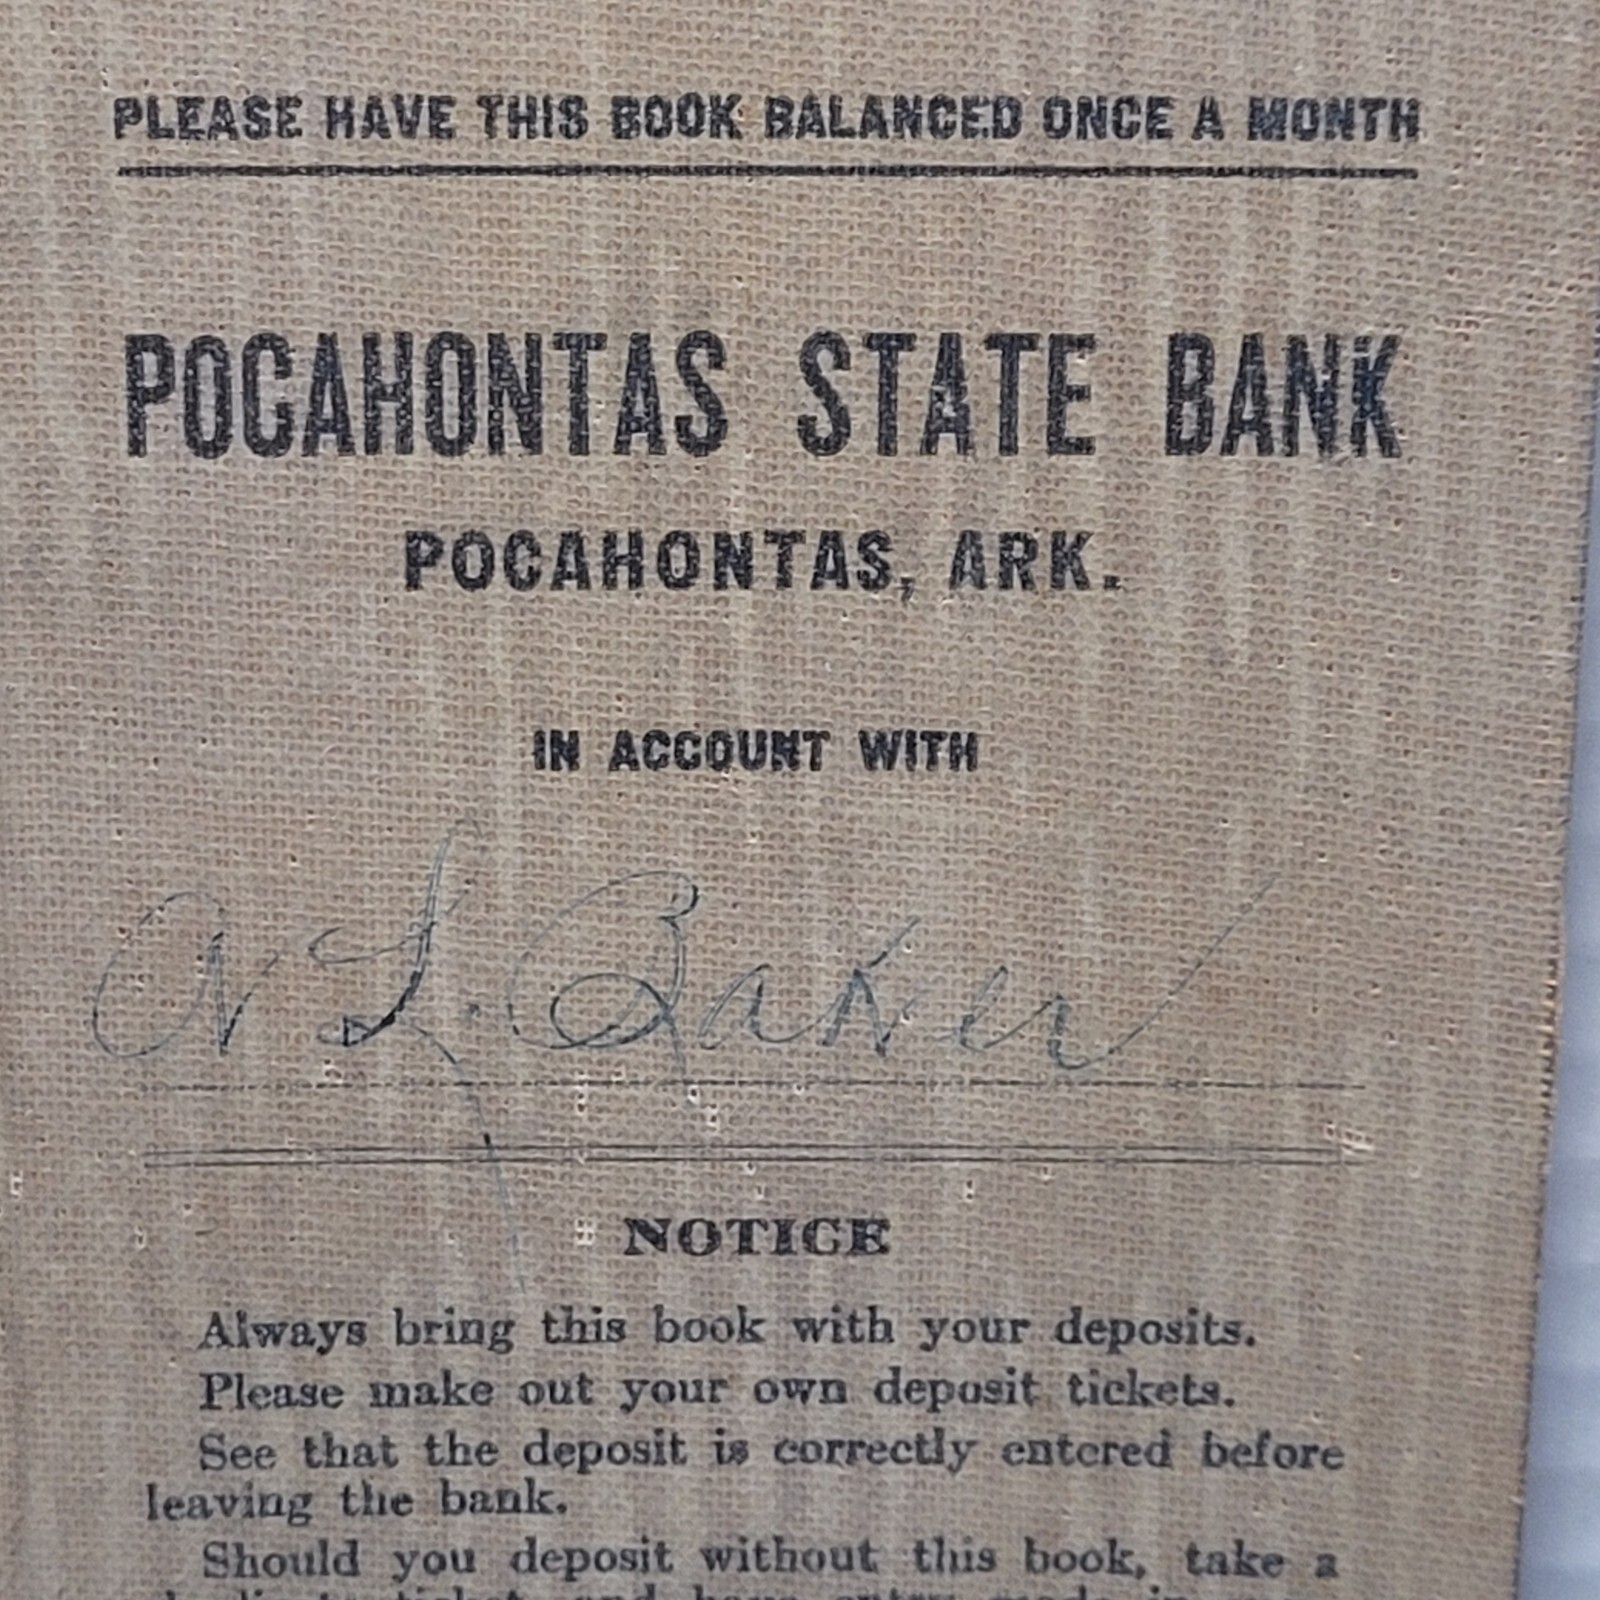 PLEASE HAVE THIS BOOK BALANCED ONCE A MONTH
POCAHONTAS STATE BANK
POCAHONTAS, ARK.
IN ACCOUNT WITH
L. Baker
NOTICE
Always bring this book with your deposits.
Please make out your own deposit tickets.
See that the deposit is correctly entered before
leaving the bank.
Should you deposit without this book, take a